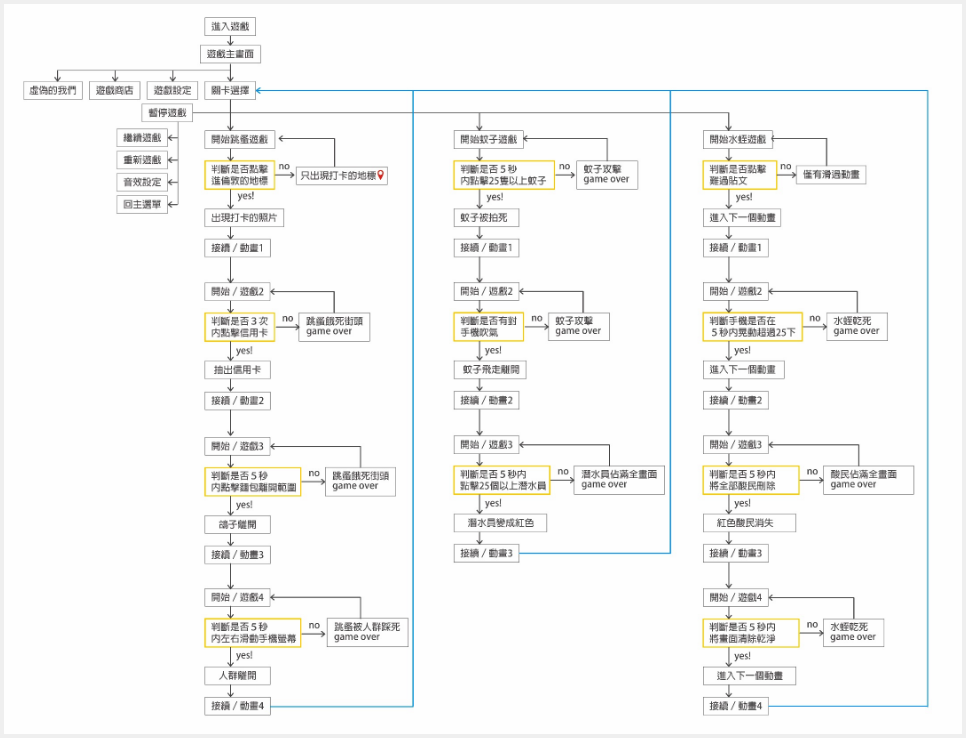 進入遊戲
遊戲主畫面
虛偽的我們
遊戲商店
遊戲設定
關卡選擇
暫停遊戲
繼續遊戲
重新遊戲
音效設定
回主選單
開始跳蚤遊戲
判斷是否點擊
進倫敦的地標
no
只出現打卡的地標
yes!
出現打卡的照片
接續 / 動畫1
開始 / 遊戲2
判斷是否 3 次
內點擊信用卡
no
跳蚤餓死街頭
game over
yes!
抽出信用卡
接續 / 動畫2
開始 / 遊戲3
判斷是否 5 秒
內點擊麵包離開範圍
no
跳蚤餓死街頭
game over
yes!
鴿子離開
接續 / 動畫3
開始 / 遊戲4
判斷是否 5 秒
內左右滑動手機螢幕
no
跳蚤被人群踩死
game over
yes!
人群離開
接續 / 動畫4
開始蚊子遊戲
判斷是否 5 秒
內點擊25隻以上蚊子
no
蚊子攻擊
game over
yes!
蚊子被拍死
接續 / 動畫1
開始 / 遊戲2
判斷是否有對
手機吹氣
no
蚊子攻擊
game over
yes!
蚊子飛走離開
接續 / 動畫2
開始 / 遊戲3
判斷是否 5 秒內
點擊25個以上潛水員
no
潛水員佔滿全畫面
game over
yes!
潛水員變成紅色
接續 / 動畫3
開始水蛭遊戲
判斷是否點擊
難過貼文
no
僅有滑過動畫
yes!
進入下一個動畫
接續 / 動畫1
開始 / 遊戲2
判斷手機是否在
5 秒內晃動超過25下
no
水蛭乾死
game over
yes!
進入下一個動畫
接續 / 動畫2
開始 / 遊戲3
判斷是否 5 秒內
將全部酸民刪除
no
酸民佔滿全畫面
game over
yes!
紅色酸民消失
接續 / 動畫3
開始 / 遊戲4
判斷是否 5 秒內
將畫面清除乾淨
no
水蛭乾死
game over
yes!
進入下一個動畫
接續 / 動畫4